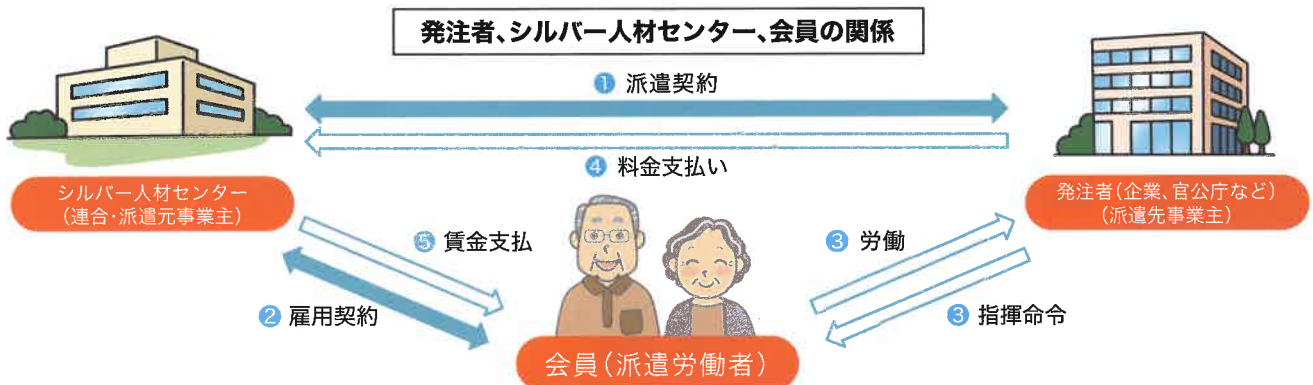 発注者、シルバー人材センター、会員の関係
❶ 派遣契約
❹ 料金支払い
シルバー人材センター
(連合・派遣元事業主)
発注者(企業、官公庁など)
(派遣先事業主)
❺ 賃金支払
❸ 労働
❷ 雇用契約
❸ 指揮命令
会員(派遣労働者)